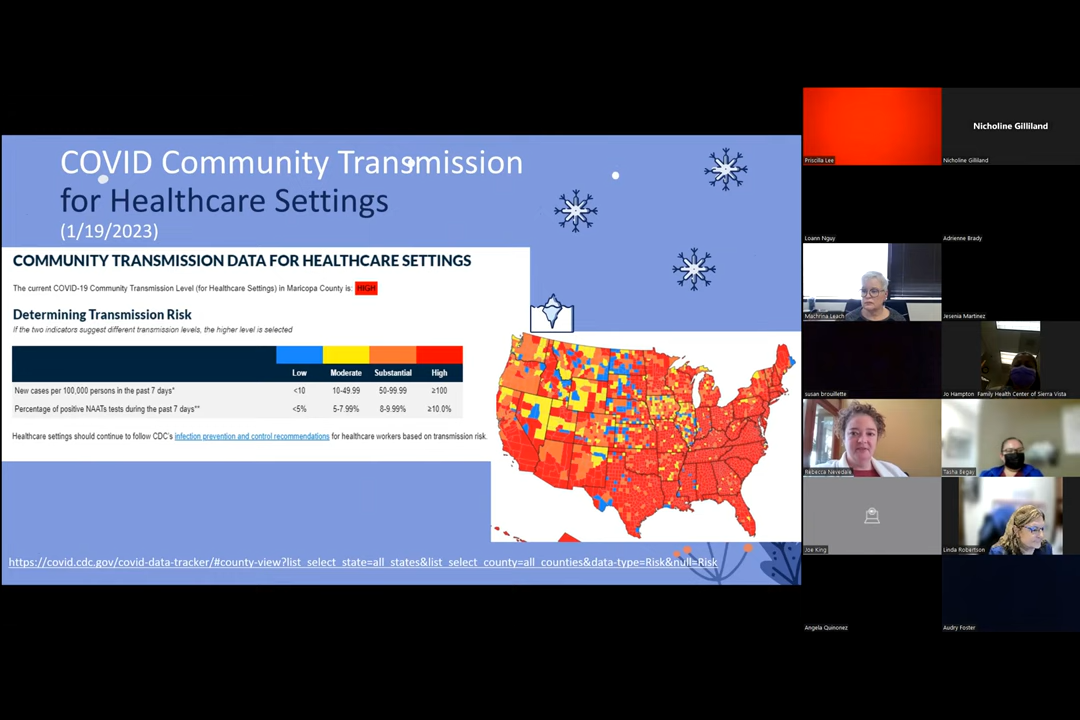 COVID Community Transmission
for Healthcare Settings
(1/19/2023)
COMMUNITY TRANSMISSION DATA FOR HEALTHCARE SETTINGS
The current COVID-19 Community Transmission Level (for Healthcare Settings) in Maricopa County is: HIGH
Determining Transmission Risk
If the two indicators suggest different transmission levels, the higher level is selected
Low Moderate Substantial High
New cases per 100,000 persons in the past 7 days* <10 10-49.99 50-99.99 ≥100
Percentage of positive NAATs tests during the past 7 days** <5% 5-7.99% 8-9.99% ≥10.0%
Healthcare settings should continue to follow CDC's infection prevention and control recommendations for healthcare workers based on transmission risk.
https://covid.cdc.gov/covid-data-tracker/#county-view?list_select_state=all_states&list_select_county=all_counties&data-type=Risk&null=Risk
Nicholine Gilliland
Priscilla Lee
Nicholine Gilliland
Loann Nguy
Adrienne Brady
Machrina Leach
Jesenia Martinez
susan brouillette
Jo Hampton Family Health Center of Sierra Vista
Rebecca Nevedale
Tasha Begay
Joe King
Linda Robertson
Angela Quinonez
Audry Foster